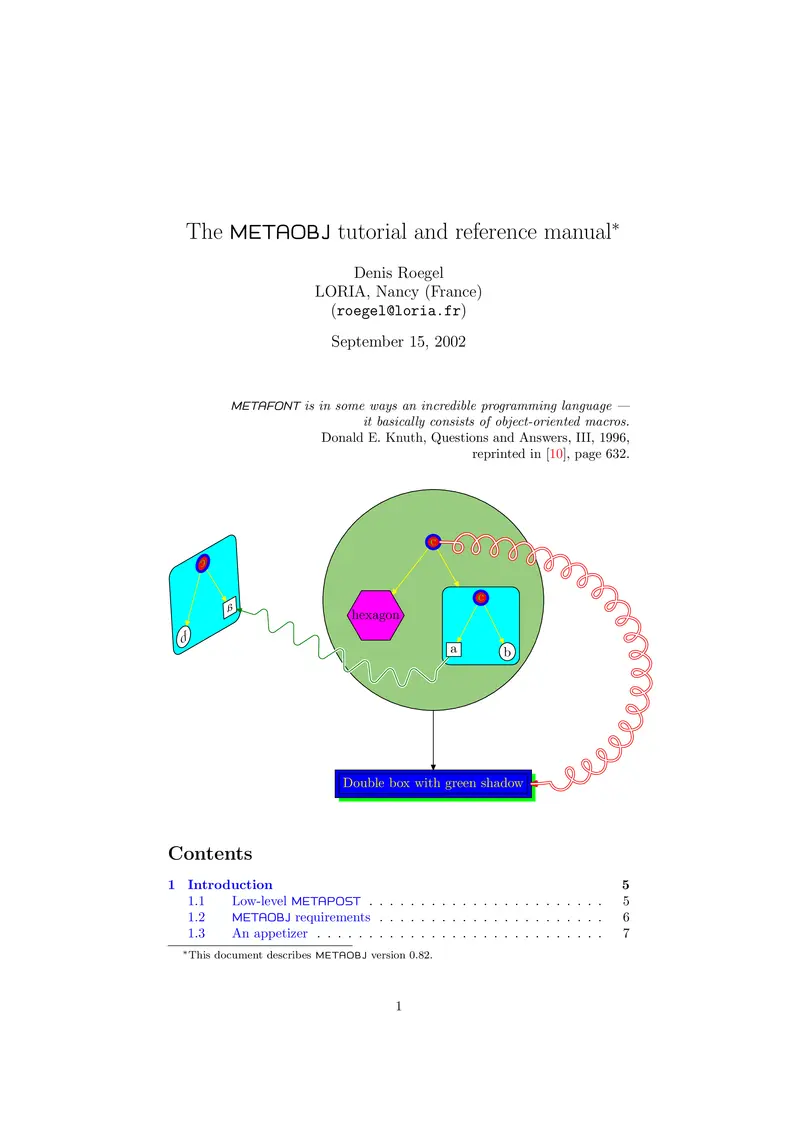 The METAOBJ tutorial and reference manual*
Denis Roegel
LORIA, Nancy (France)
(roegel@loria.fr)
September 15, 2002
METAFONT is in some ways an incredible programming language —
it basically consists of object-oriented macros.
Donald E. Knuth, Questions and Answers, III, 1996,
reprinted in [10], page 632.
hexagon
a
b
a
b
Double box with green shadow
Contents
1 Introduction 5
1.1 Low-level METAPOST . . . . . . . . . . . . . . . . . . . . . . . 5
1.2 METAOBJ requirements . . . . . . . . . . . . . . . . . . . . . . 6
1.3 An appetizer . . . . . . . . . . . . . . . . . . . . . . . . . . . . 7
*This document describes METAOBJ version 0.82.
1